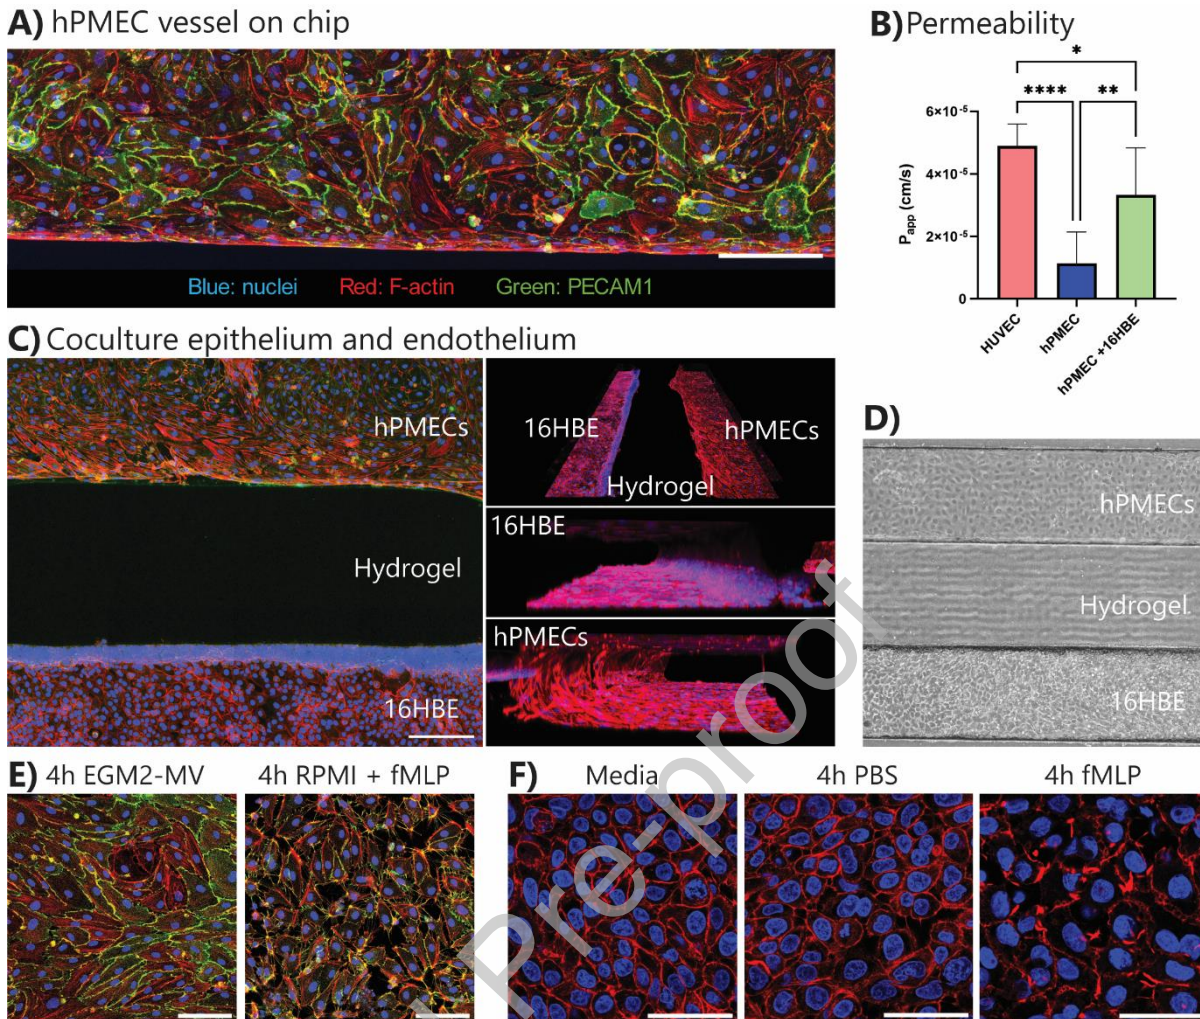 A) hPMEC vessel on chip
Blue: nuclei Red: F-actin Green: PECAM1
B) Permeability
*
**** **
6×10-5
4×10-5
2×10-5
0
Papp (cm/s)
HUVEC
hPMEC
hPMEC +16HBE
C) Coculture epithelium and endothelium
hPMECs
Hydrogel
16HBE
16HBE
hPMECs
Hydrogel
16HBE
hPMECs
D)
hPMECs
Hydrogel
16HBE
E) 4h EGM2-MV
4h RPMI + fMLP
F) Media
4h PBS
4h fMLP
Pre-proof